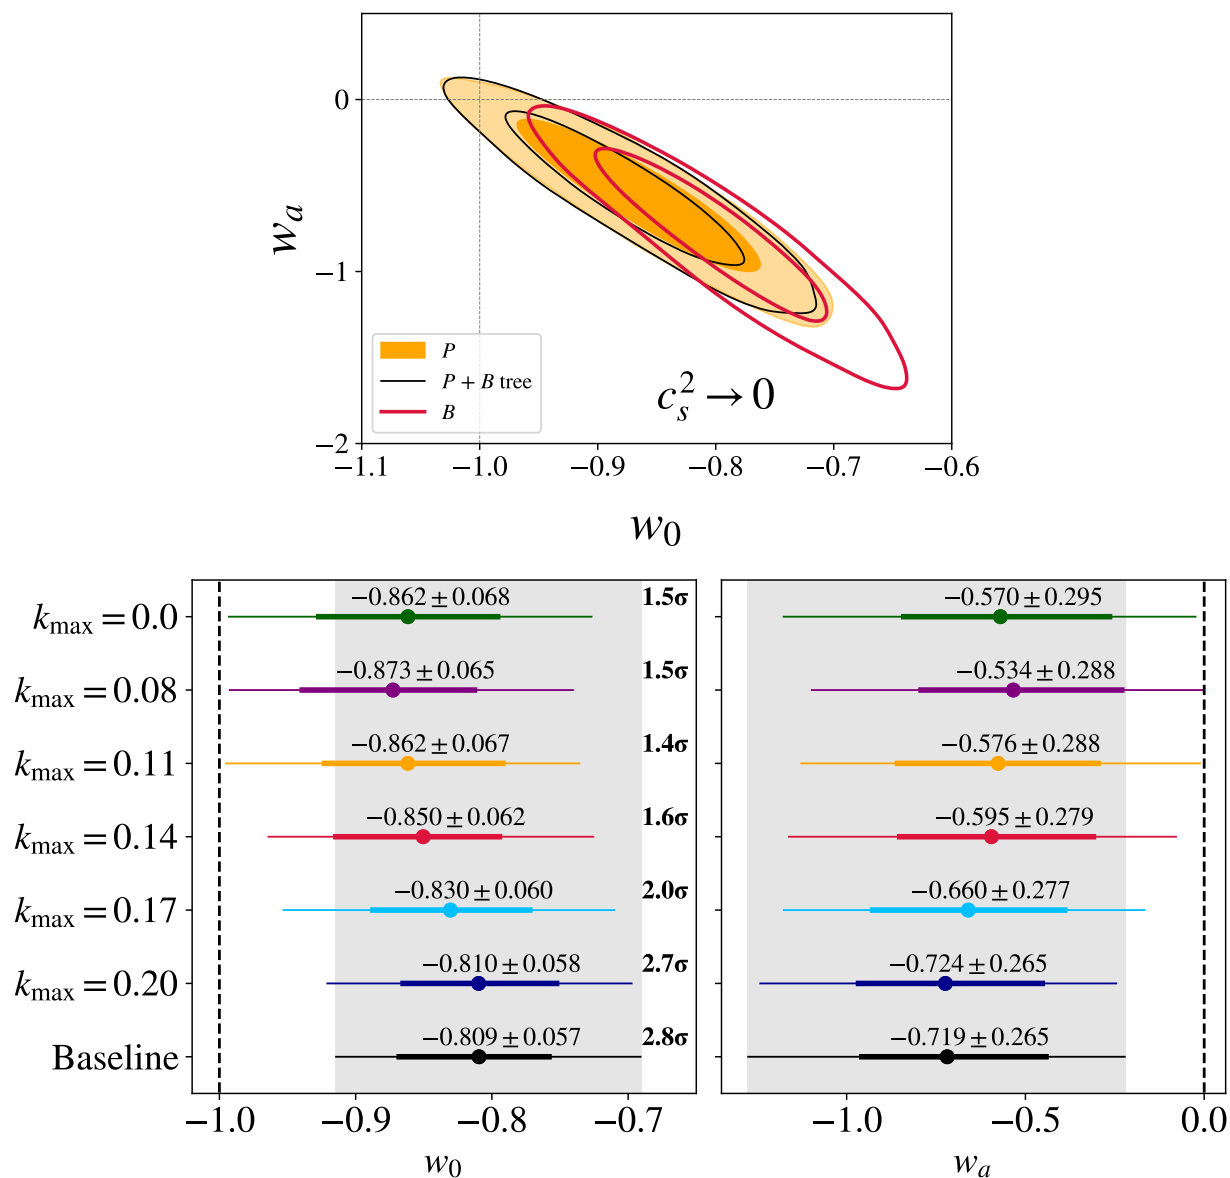 0
−1
−2
w_a
P
P + B tree
B
c_s^2 → 0
−1.1 −1.0 −0.9 −0.8 −0.7 −0.6
w_0
k_max = 0.0 −0.862 ± 0.068 1.5σ −0.570 ± 0.295
k_max = 0.08 −0.873 ± 0.065 1.5σ −0.534 ± 0.288
k_max = 0.11 −0.862 ± 0.067 1.4σ −0.576 ± 0.288
k_max = 0.14 −0.850 ± 0.062 1.6σ −0.595 ± 0.279
k_max = 0.17 −0.830 ± 0.060 2.0σ −0.660 ± 0.277
k_max = 0.20 −0.810 ± 0.058 2.7σ −0.724 ± 0.265
Baseline −0.809 ± 0.057 2.8σ −0.719 ± 0.265
−1.0 −0.9 −0.8 −0.7 −1.0 −0.5 0.0
w_0 w_a